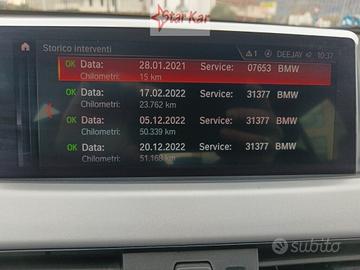 Star Kar
Storico interventi
1 DEEJAY 10:37
OK Data: 28.01.2021 Service: 07653 BMW
Chilometri: 15 km
OK Data: 17.02.2022 Service: 31377 BMW
Chilometri: 23.762 km
OK Data: 05.12.2022 Service: 31377 BMW
Chilometri: 50.339 km
OK Data: 20.12.2022 Service: 31377 BMW
Chilometri: 51.168 km
subito